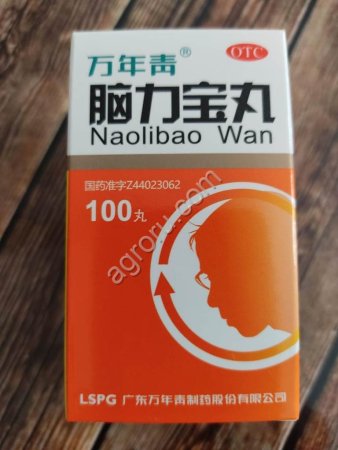 万年青®
OTC
脑力宝丸
Naolibao Wan
国药准字Z44023062
100丸
agroru.com
LSPG 广东万年青制药股份有限公司